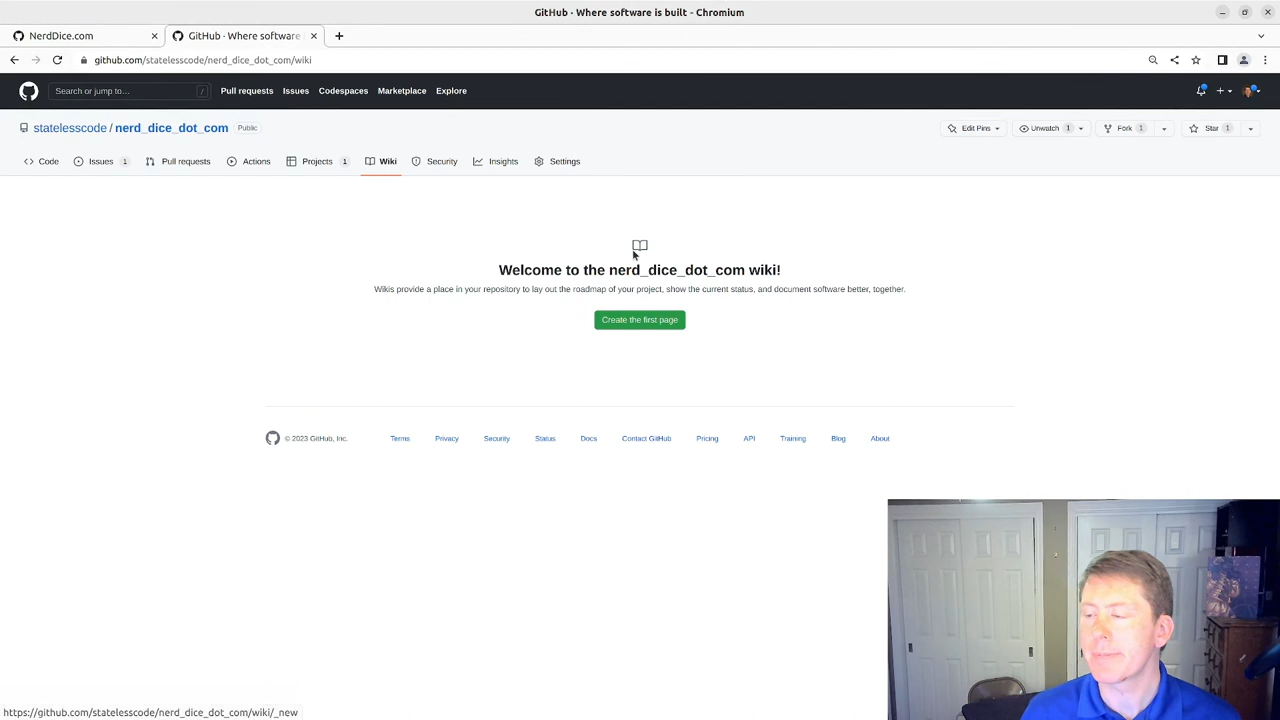 GitHub · Where software is built - Chromium
NerdDice.com
GitHub · Where software
github.com/statelesscode/nerd_dice_dot_com/wiki
Search or jump to…
/
Pull requests
Issues
Codespaces
Marketplace
Explore
statelesscode / nerd_dice_dot_com
Public
Edit Pins
Unwatch 1
Fork 1
Star 1
Code
Issues 1
Pull requests
Actions
Projects 1
Wiki
Security
Insights
Settings
Welcome to the nerd_dice_dot_com wiki!
Wikis provide a place in your repository to lay out the roadmap of your project, show the current status, and document software better, together.
Create the first page
© 2023 GitHub, Inc.
Terms
Privacy
Security
Status
Docs
Contact GitHub
Pricing
API
Training
Blog
About
https://github.com/statelesscode/nerd_dice_dot_com/wiki/_new